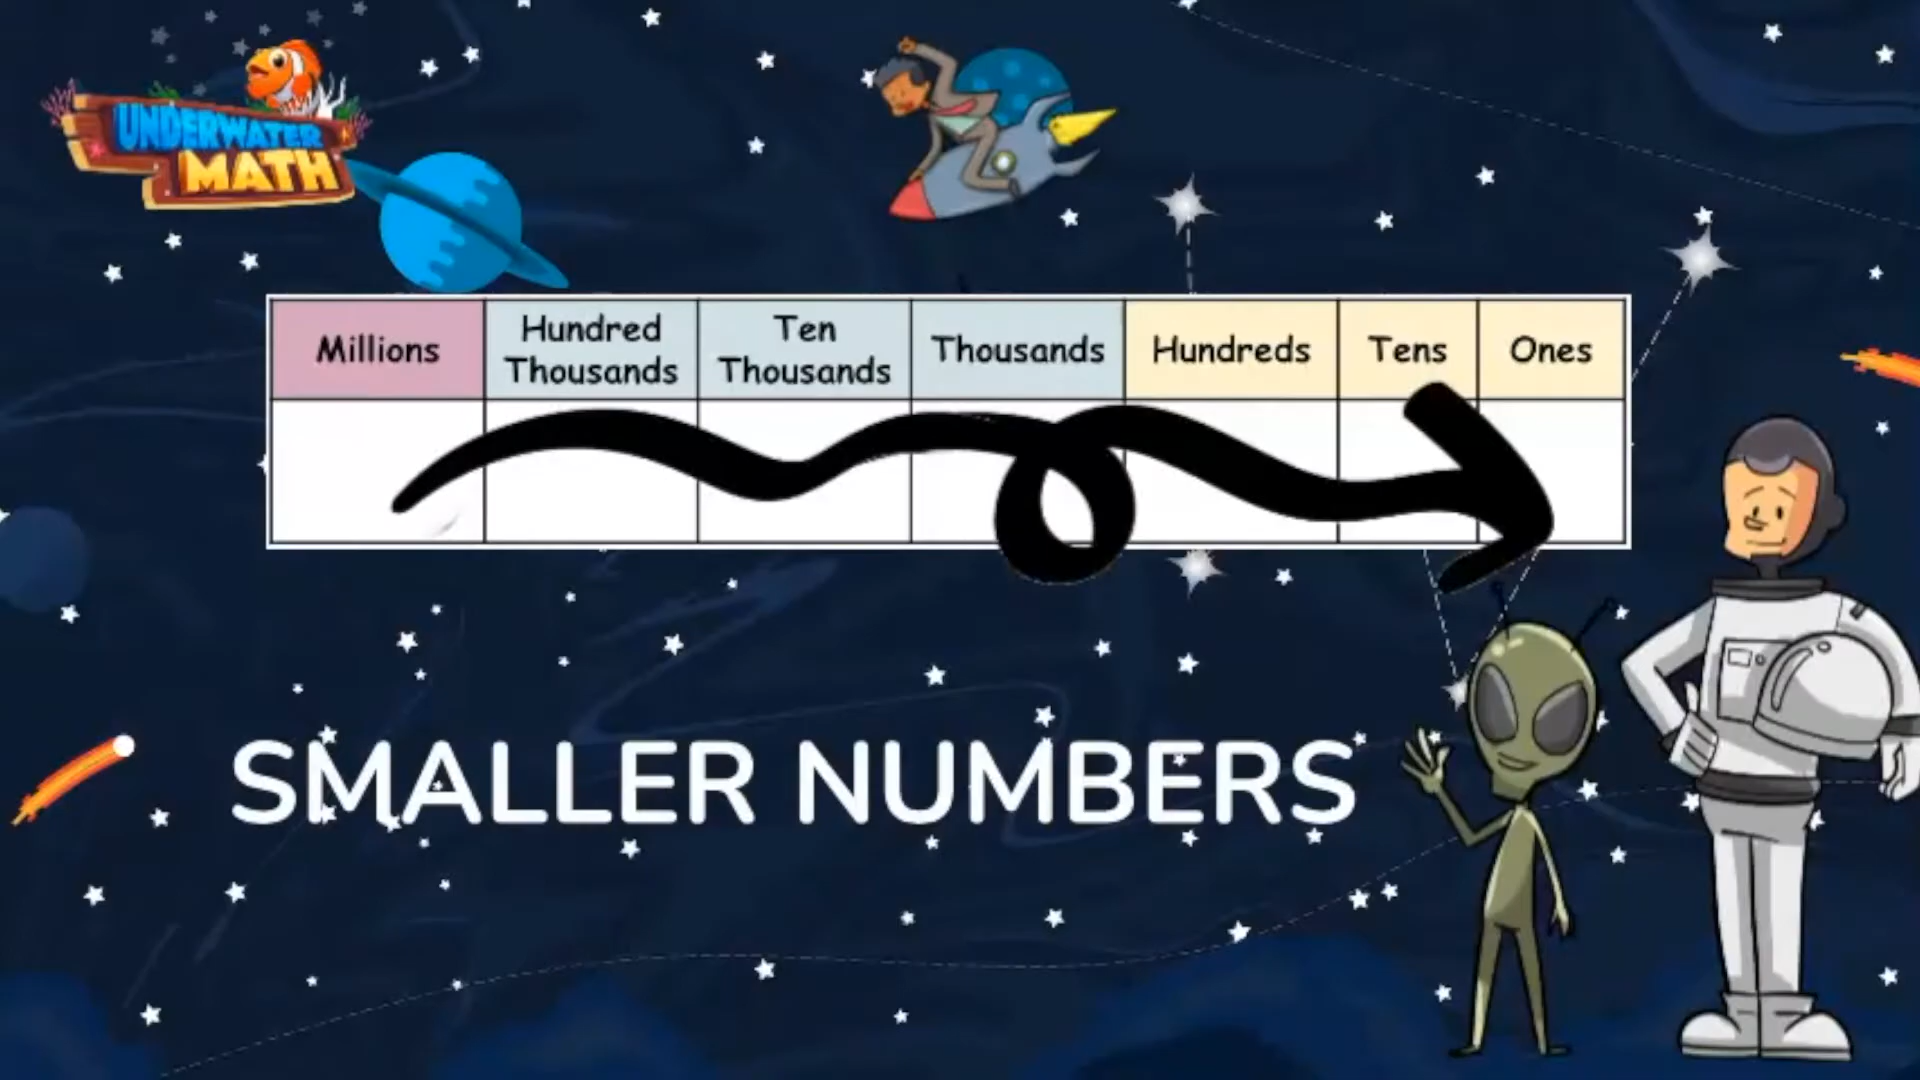 UNDERWATER
MATH
Millions
Hundred
Thousands
Ten
Thousands
Thousands
Hundreds
Tens
Ones
SMALLER NUMBERS